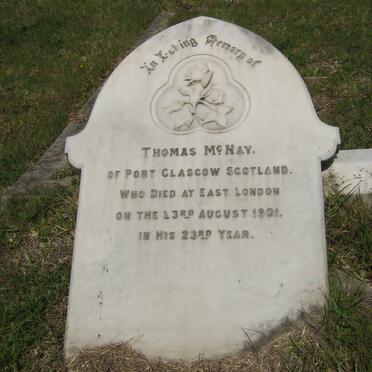 In Loving Memory of
THOMAS McNAY.
OF PORT GLASGOW SCOTLAND.
WHO DIED AT EAST LONDON
ON THE 23RD AUGUST 1901.
IN HIS 23RD YEAR.